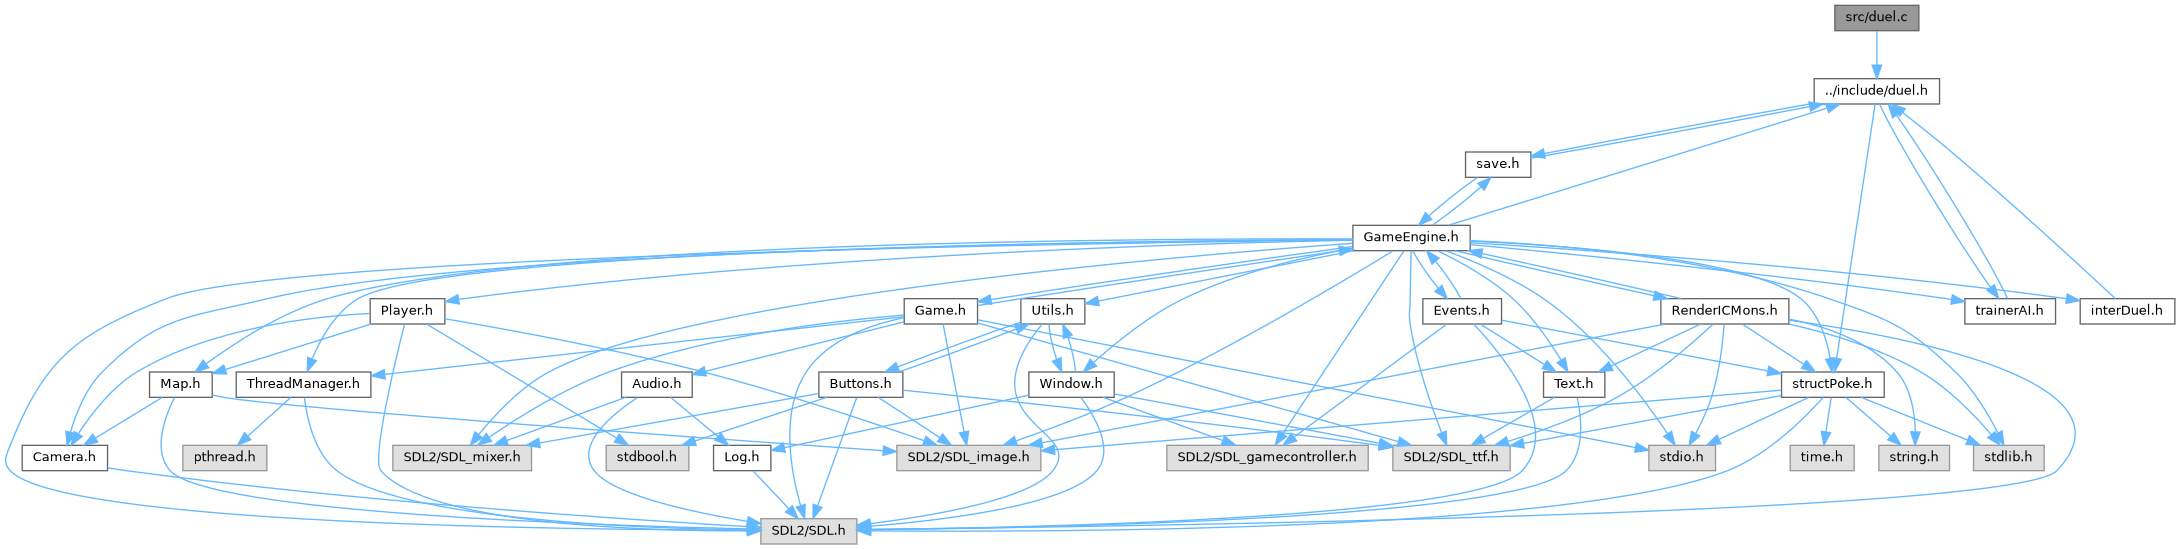 src/duel.c
../include/duel.h
save.h
GameEngine.h
Player.h
Game.h
Utils.h
Events.h
RenderICMons.h
trainerAI.h
interDuel.h
Map.h
ThreadManager.h
Audio.h
Buttons.h
Window.h
Text.h
structPoke.h
Camera.h
pthread.h
SDL2/SDL_mixer.h
stdbool.h
Log.h
SDL2/SDL_image.h
SDL2/SDL_gamecontroller.h
SDL2/SDL_ttf.h
stdio.h
time.h
string.h
stdlib.h
SDL2/SDL.h